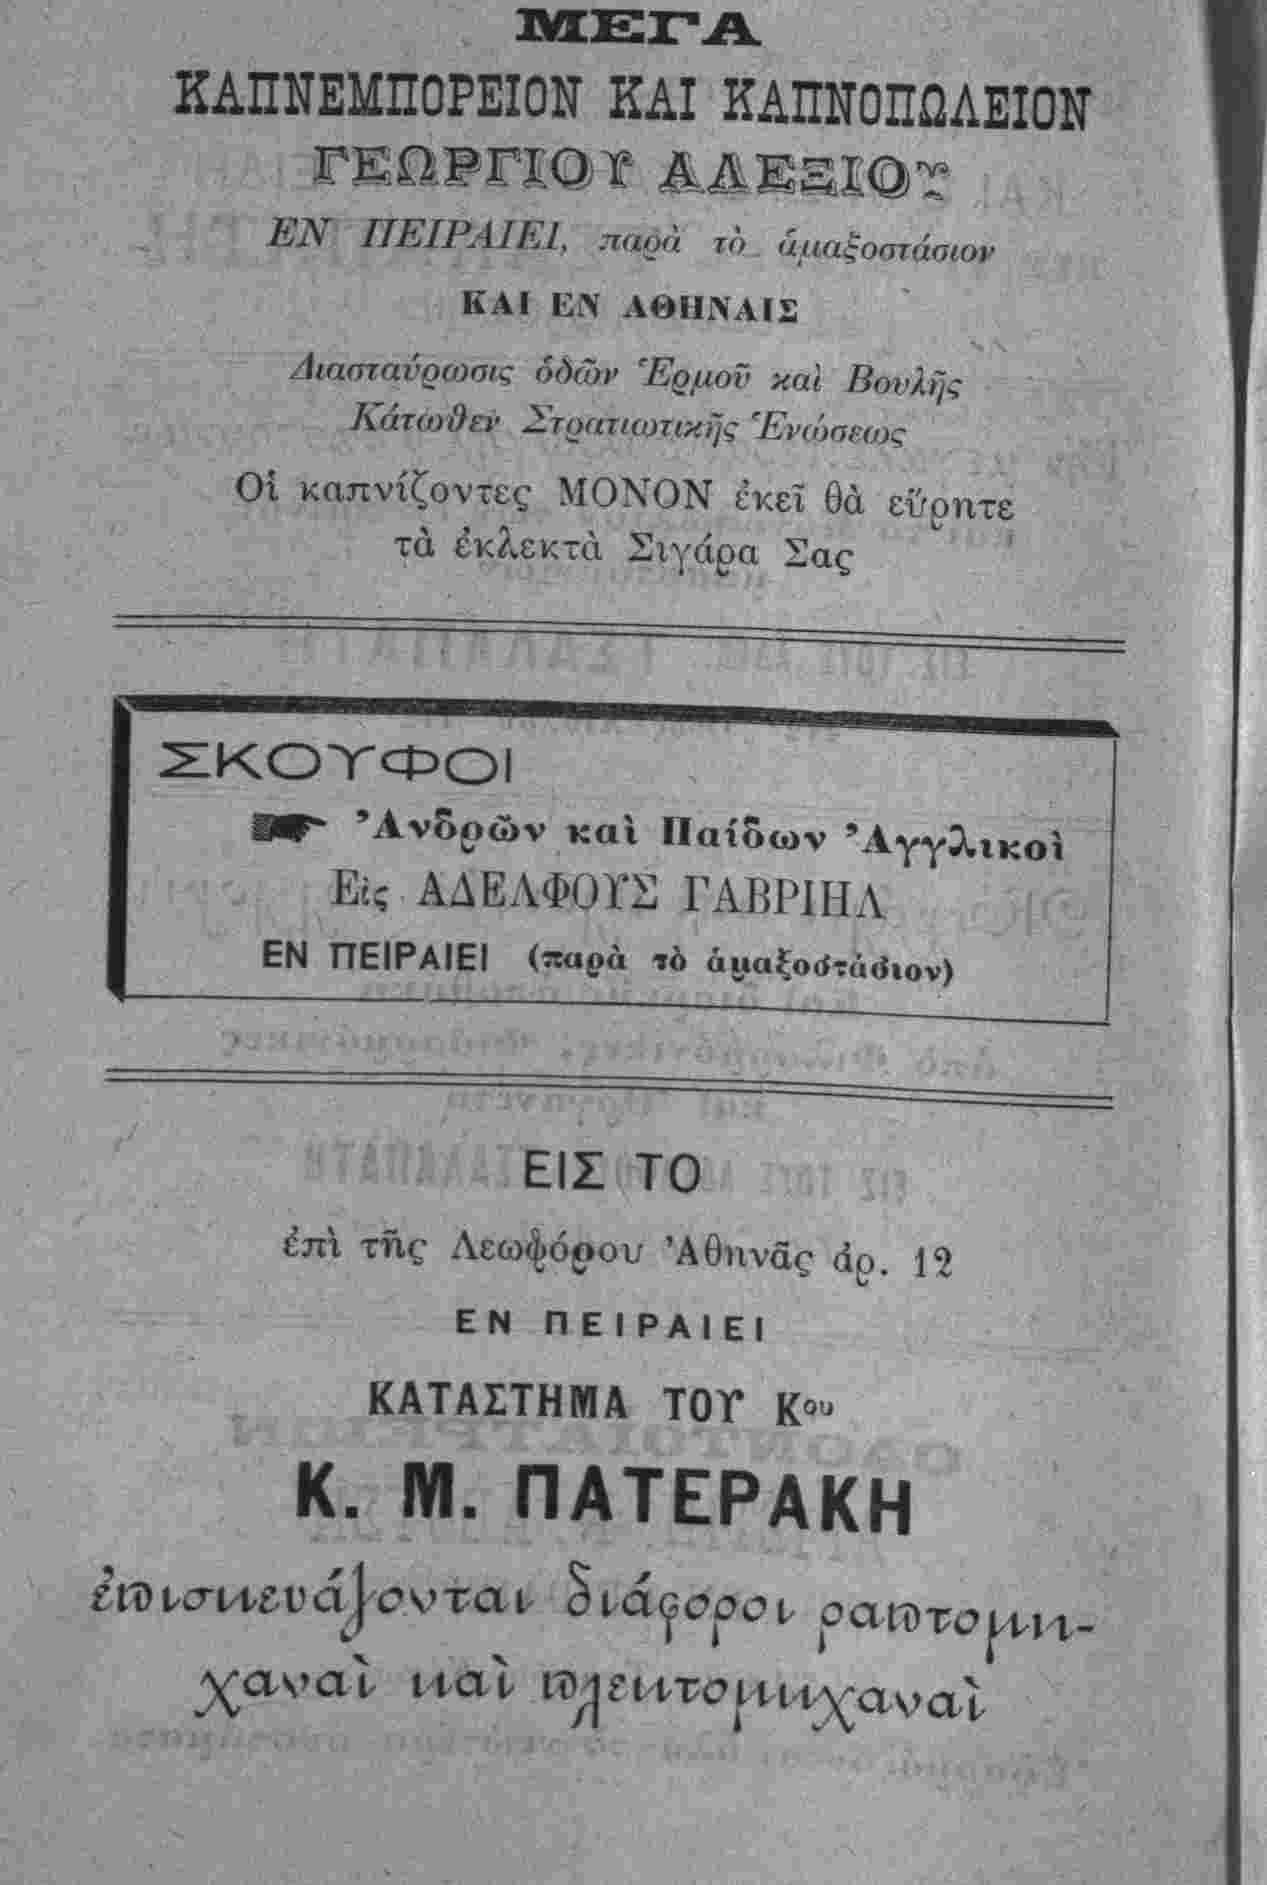 ΜΕΓΑ
ΚΑΠΝΕΜΠΟΡΕΙΟΝ ΚΑΙ ΚΑΠΝΟΠΩΛΕΙΟΝ
ΓΕΩΡΓΙΟΥ ΑΛΕΞΙΟΥ
ΕΝ ΠΕΙΡΑΙΕΙ, παρὰ τὸ ἁμαξοστάσιον
ΚΑΙ ΕΝ ΑΘΗΝΑΙΣ
Διασταύρωσις ὁδῶν Ἑρμοῦ καὶ Βουλῆς
Κάτωθεν Στρατιωτικῆς Ἑνώσεως
Οἱ καπνίζοντες ΜΟΝΟΝ ἐκεῖ θὰ εὕρητε
τὰ ἐκλεκτὰ Σιγάρα Σας
ΣΚΟΥΦΟΙ
☛ Ἀνδρῶν καὶ Παίδων Ἀγγλικοὶ
Εἰς ΑΔΕΛΦΟΥΣ ΓΑΒΡΙΗΛ
ΕΝ ΠΕΙΡΑΙΕΙ (παρὰ τὸ ἁμαξοστάσιον)
ΕΙΣ ΤΟ
ἐπὶ τῆς Λεωφόρου Ἀθηνᾶς ἀρ. 12
ΕΝ ΠΕΙΡΑΙΕΙ
ΚΑΤΑΣΤΗΜΑ ΤΟΥ Κου
Κ. Μ. ΠΑΤΕΡΑΚΗ
ἐπισκευάζονται διάφοροι ραπτομη-
χαναὶ καὶ πλεκτομηχαναὶ